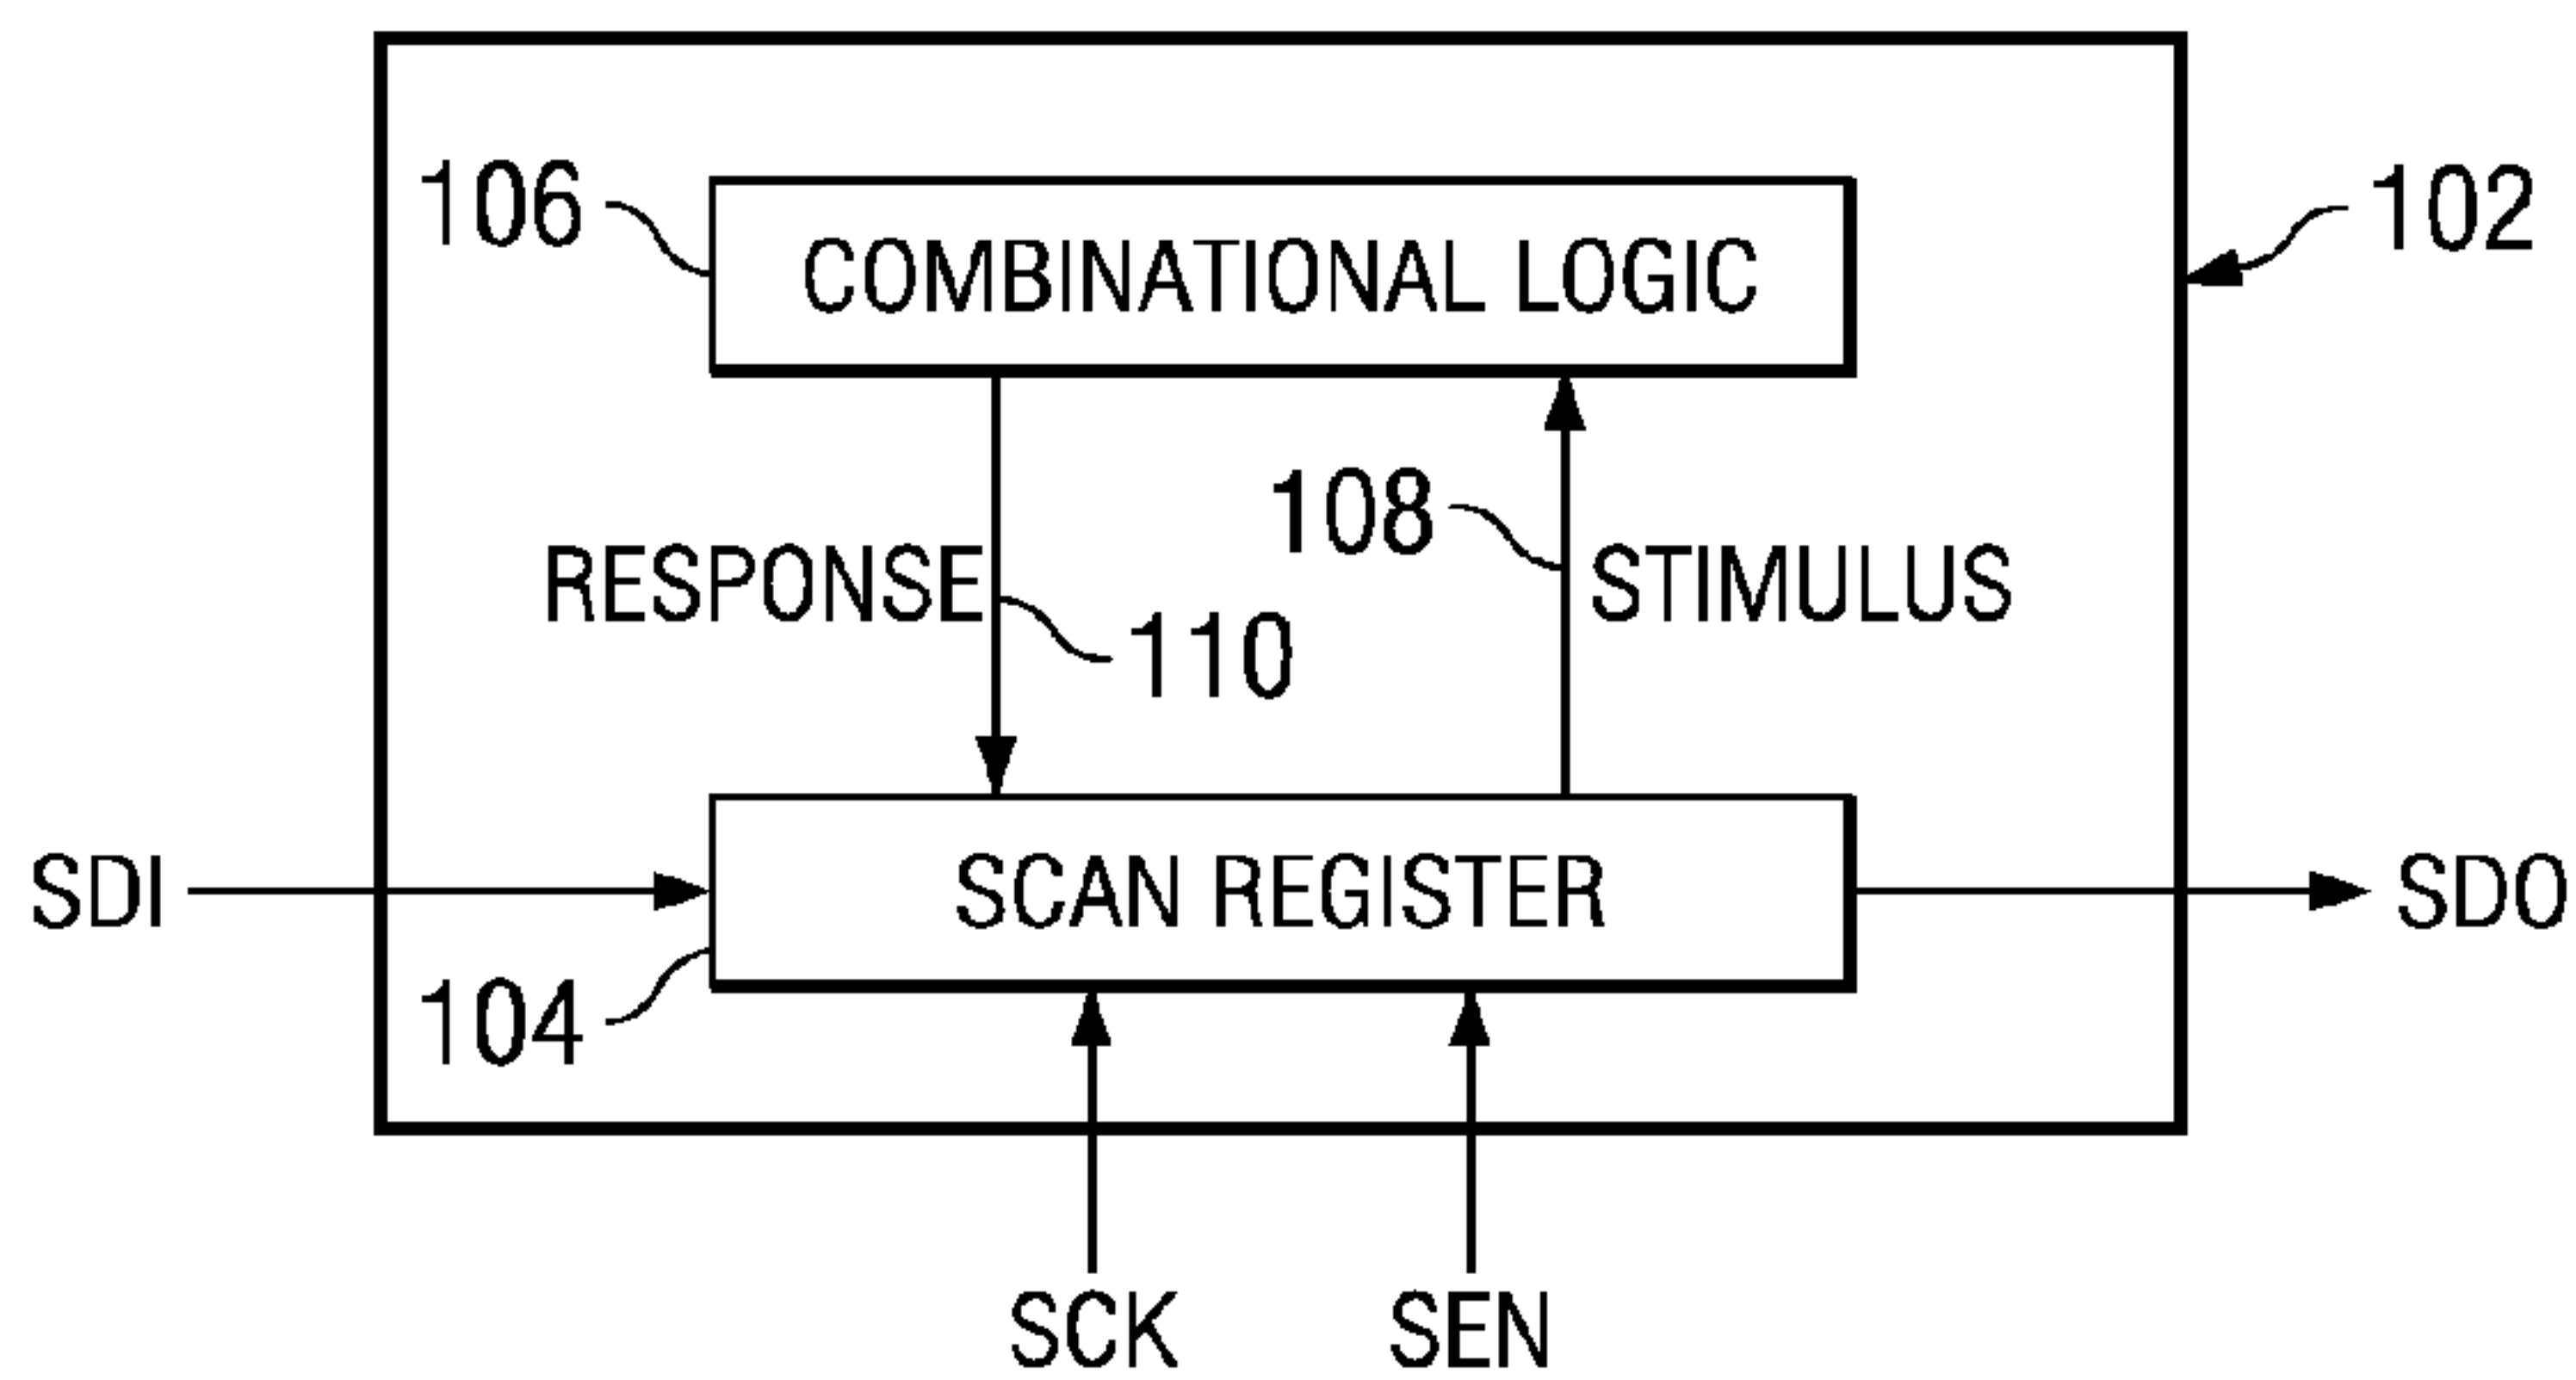 106
COMBINATIONAL LOGIC
102
108
RESPONSE
STIMULUS
110
SDI
SCAN REGISTER
SDO
104
SCK
SEN